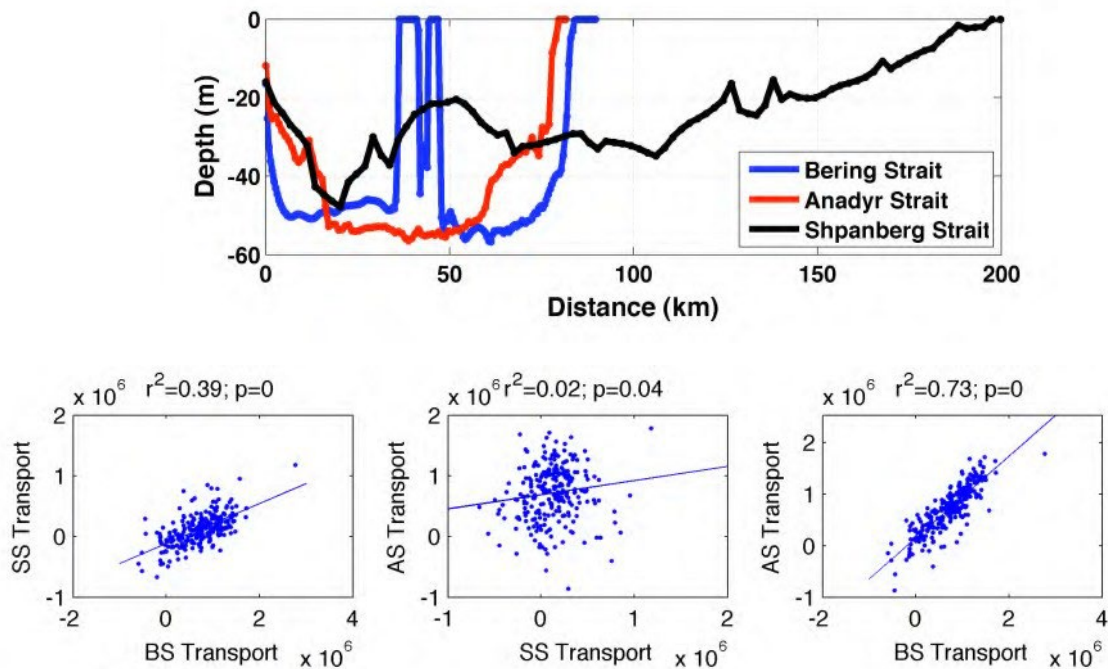 0
-20
-40
-60
Depth (m)
0 50 100 150 200
Distance (km)
Bering Strait
Anadyr Strait
Shpanberg Strait
x 10^6 r^2=0.39; p=0
2
1
0
-1
SS Transport
-2 0 2 4
BS Transport x 10^6
x 10^6 r^2=0.02; p=0.04
2
1
0
-1
AS Transport
-1 0 1 2
SS Transport x 10^6
x 10^6 r^2=0.73; p=0
2
1
0
-1
AS Transport
-2 0 2 4
BS Transport x 10^6